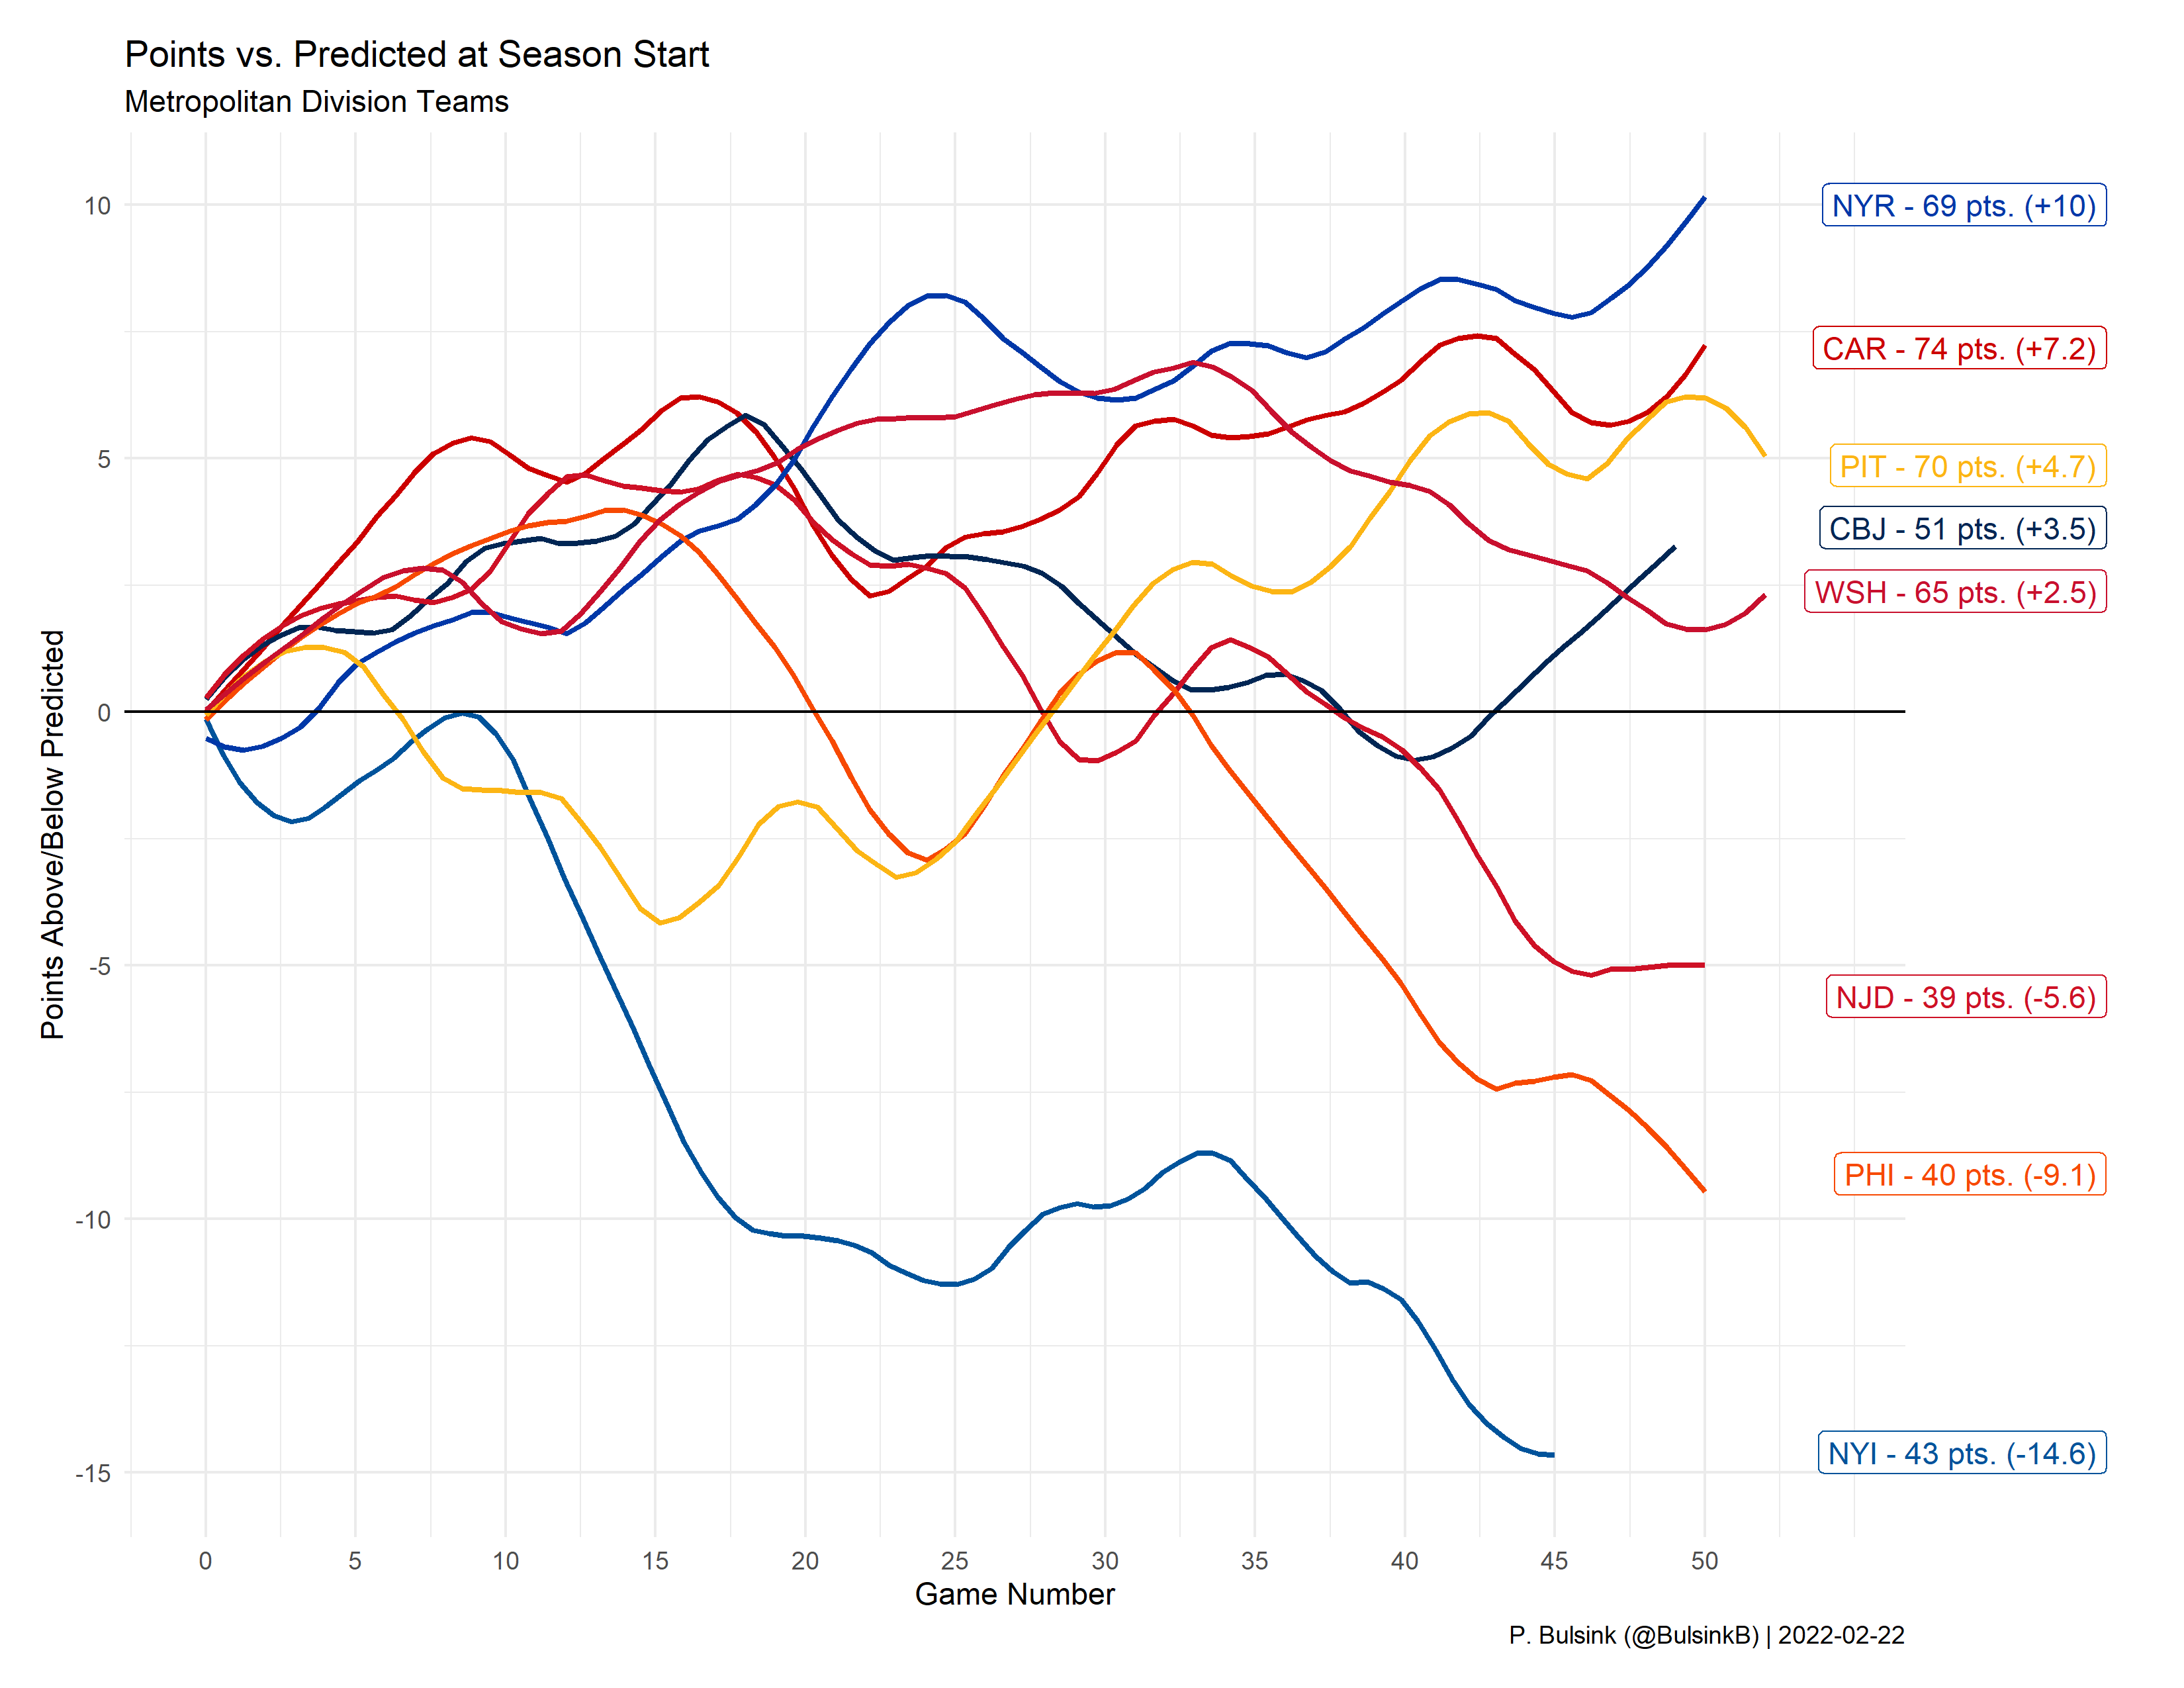 Points vs. Predicted at Season Start
Metropolitan Division Teams
Points Above/Below Predicted
10
5
0
-5
-10
-15
NYR - 69 pts. (+10)
CAR - 74 pts. (+7.2)
PIT - 70 pts. (+4.7)
CBJ - 51 pts. (+3.5)
WSH - 65 pts. (+2.5)
NJD - 39 pts. (-5.6)
PHI - 40 pts. (-9.1)
NYI - 43 pts. (-14.6)
0 5 10 15 20 25 30 35 40 45 50
Game Number
P. Bulsink (@BulsinkB) | 2022-02-22